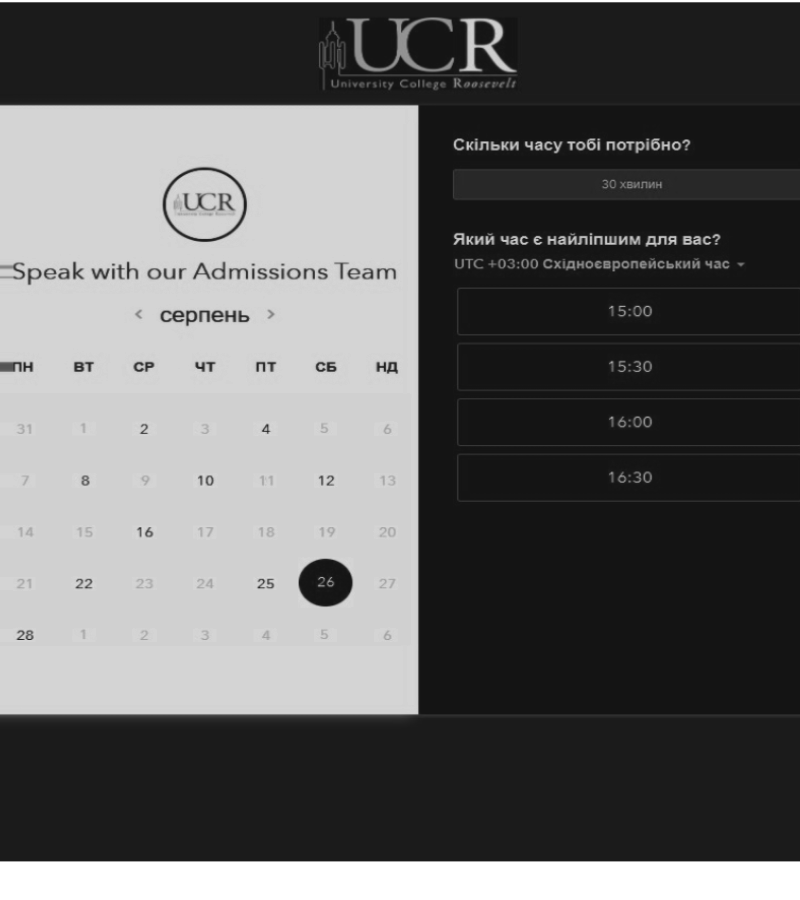 UCR
University College Roosevelt
UCR
Speak with our Admissions Team
< серпень >
ПН ВТ СР ЧТ ПТ СБ НД
31 1 2 3 4 5 6
7 8 9 10 11 12 13
14 15 16 17 18 19 20
21 22 23 24 25 26 27
28 1 2 3 4 5 6
Скільки часу тобі потрібно?
30 хвилин
Який час є найліпшим для вас?
UTC +03:00 Східноєвропейський час
15:00
15:30
16:00
16:30